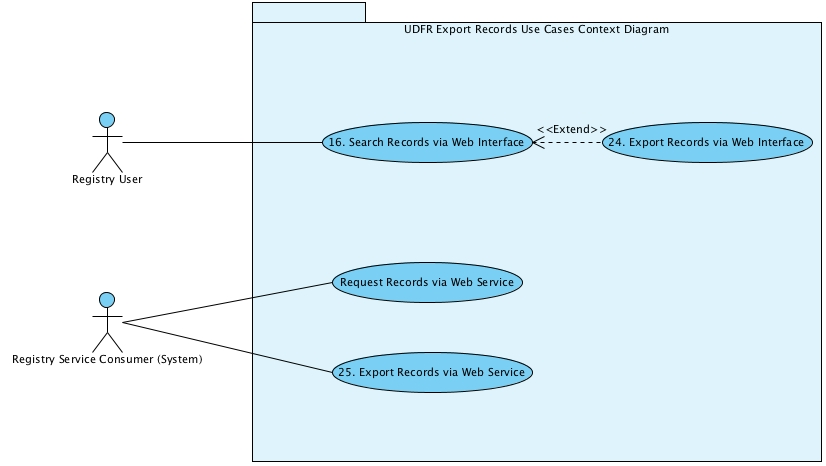 UDFR Export Records Use Cases Context Diagram
<<Extend>>
16. Search Records via Web Interface
24. Export Records via Web Interface
Registry User
Request Records via Web Service
Registry Service Consumer (System)
25. Export Records via Web Service